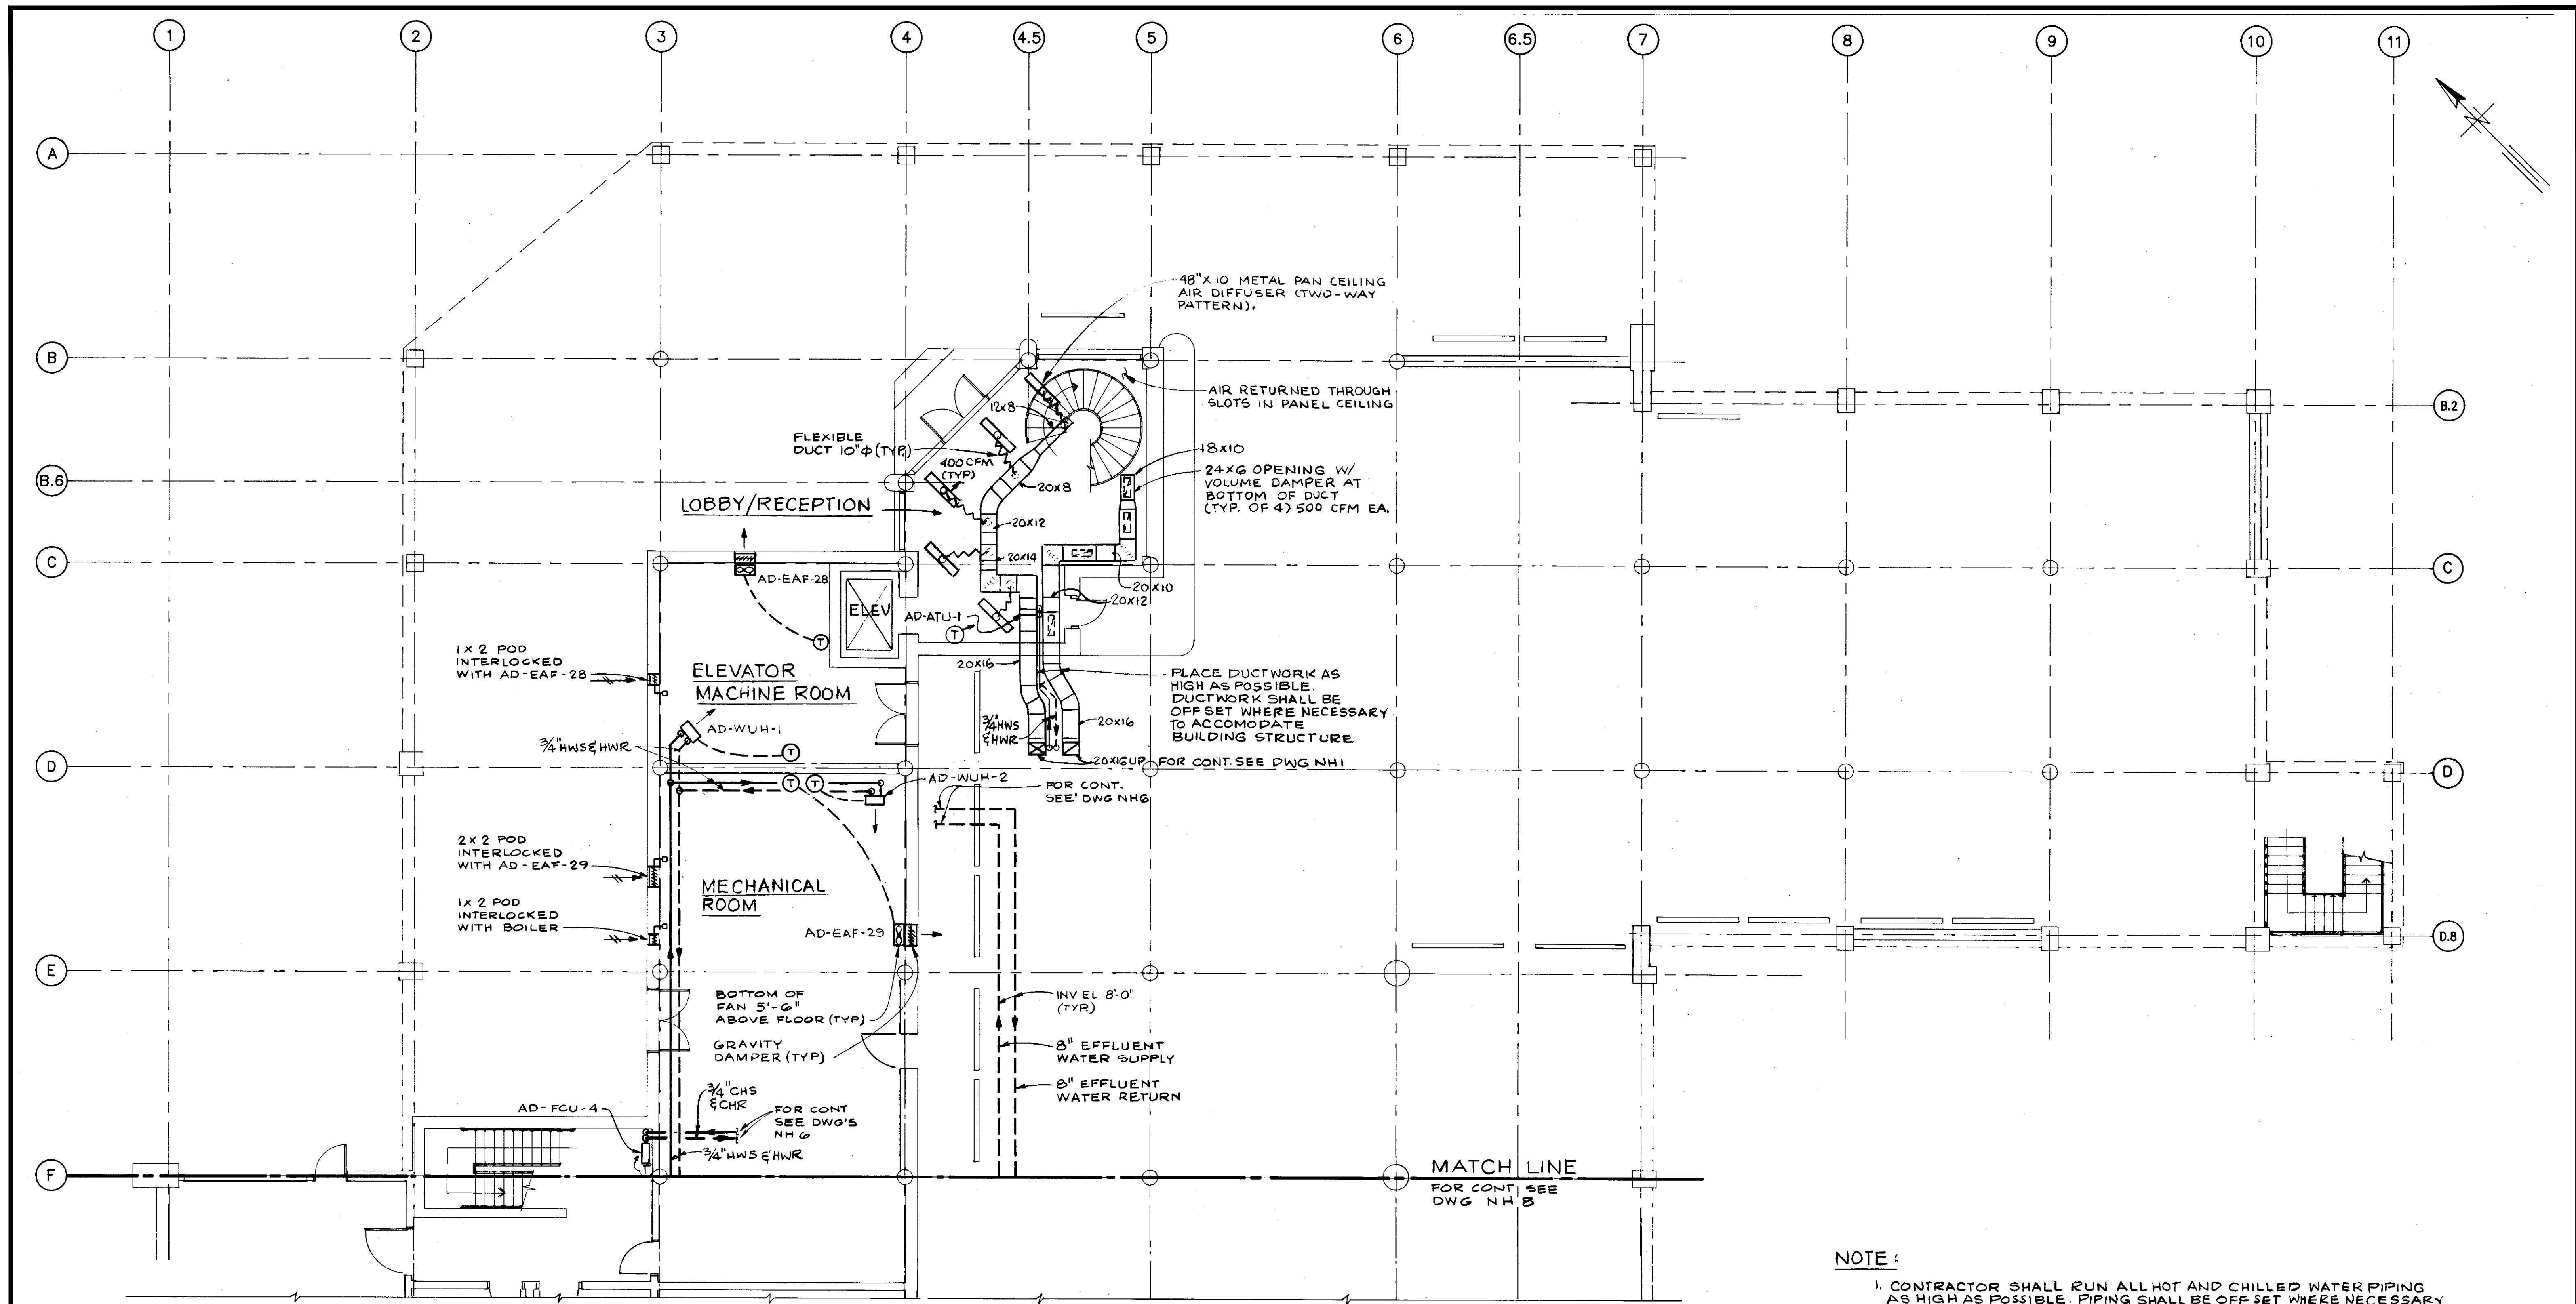 1
2
3
4
4.5
5
6
6.5
7
8
9
10
11
N
A
48"X10 METAL PAN CEILING
AIR DIFFUSER (TWO-WAY
PATTERN).
B
AIR RETURNED THROUGH
SLOTS IN PANEL CEILING
B.2
12X8
FLEXIBLE
DUCT 10"Φ (TYP.)
400 CFM
(TYP)
18X10
24X6 OPENING W/
VOLUME DAMPER AT
BOTTOM OF DUCT
(TYP. OF 4) 500 CFM EA.
B.6
20X8
LOBBY/RECEPTION
20X12
20X14
C
C
AD-EAF-28
20X10
20X12
ELEV
AD-ATU-1
T
T
1 X 2 POD
INTERLOCKED
WITH AD-EAF-28
20X16
ELEVATOR
MACHINE ROOM
PLACE DUCTWORK AS
HIGH AS POSSIBLE.
DUCTWORK SHALL BE
OFFSET WHERE NECESSARY
TO ACCOMODATE
BUILDING STRUCTURE
3/4"HWS
&HWR
20X16
AD-WUH-1
3/4"HWS&HWR
T
D
20X16UP FOR CONT. SEE DWG NH1
D
T
T
AD-WUH-2
FOR CONT.
SEE DWG NH6
2 X 2 POD
INTERLOCKED
WITH AD-EAF-29
MECHANICAL
ROOM
1X 2 POD
INTERLOCKED
WITH BOILER
AD-EAF-29
D.8
E
BOTTOM OF
FAN 5'-6"
ABOVE FLOOR (TYP)
INV EL 8'-0"
(TYP.)
GRAVITY
DAMPER (TYP)
8" EFFLUENT
WATER SUPPLY
8" EFFLUENT
WATER RETURN
3/4"CHS
&CHR
AD-FCU-4
FOR CONT
SEE DWG'S
NH6
3/4"HWS &HWR
F
MATCH LINE
FOR CONT SEE
DWG NH8
NOTE:
1. CONTRACTOR SHALL RUN ALL HOT AND CHILLED WATER PIPING
AS HIGH AS POSSIBLE. PIPING SHALL BE OFFSET WHERE NECESSARY